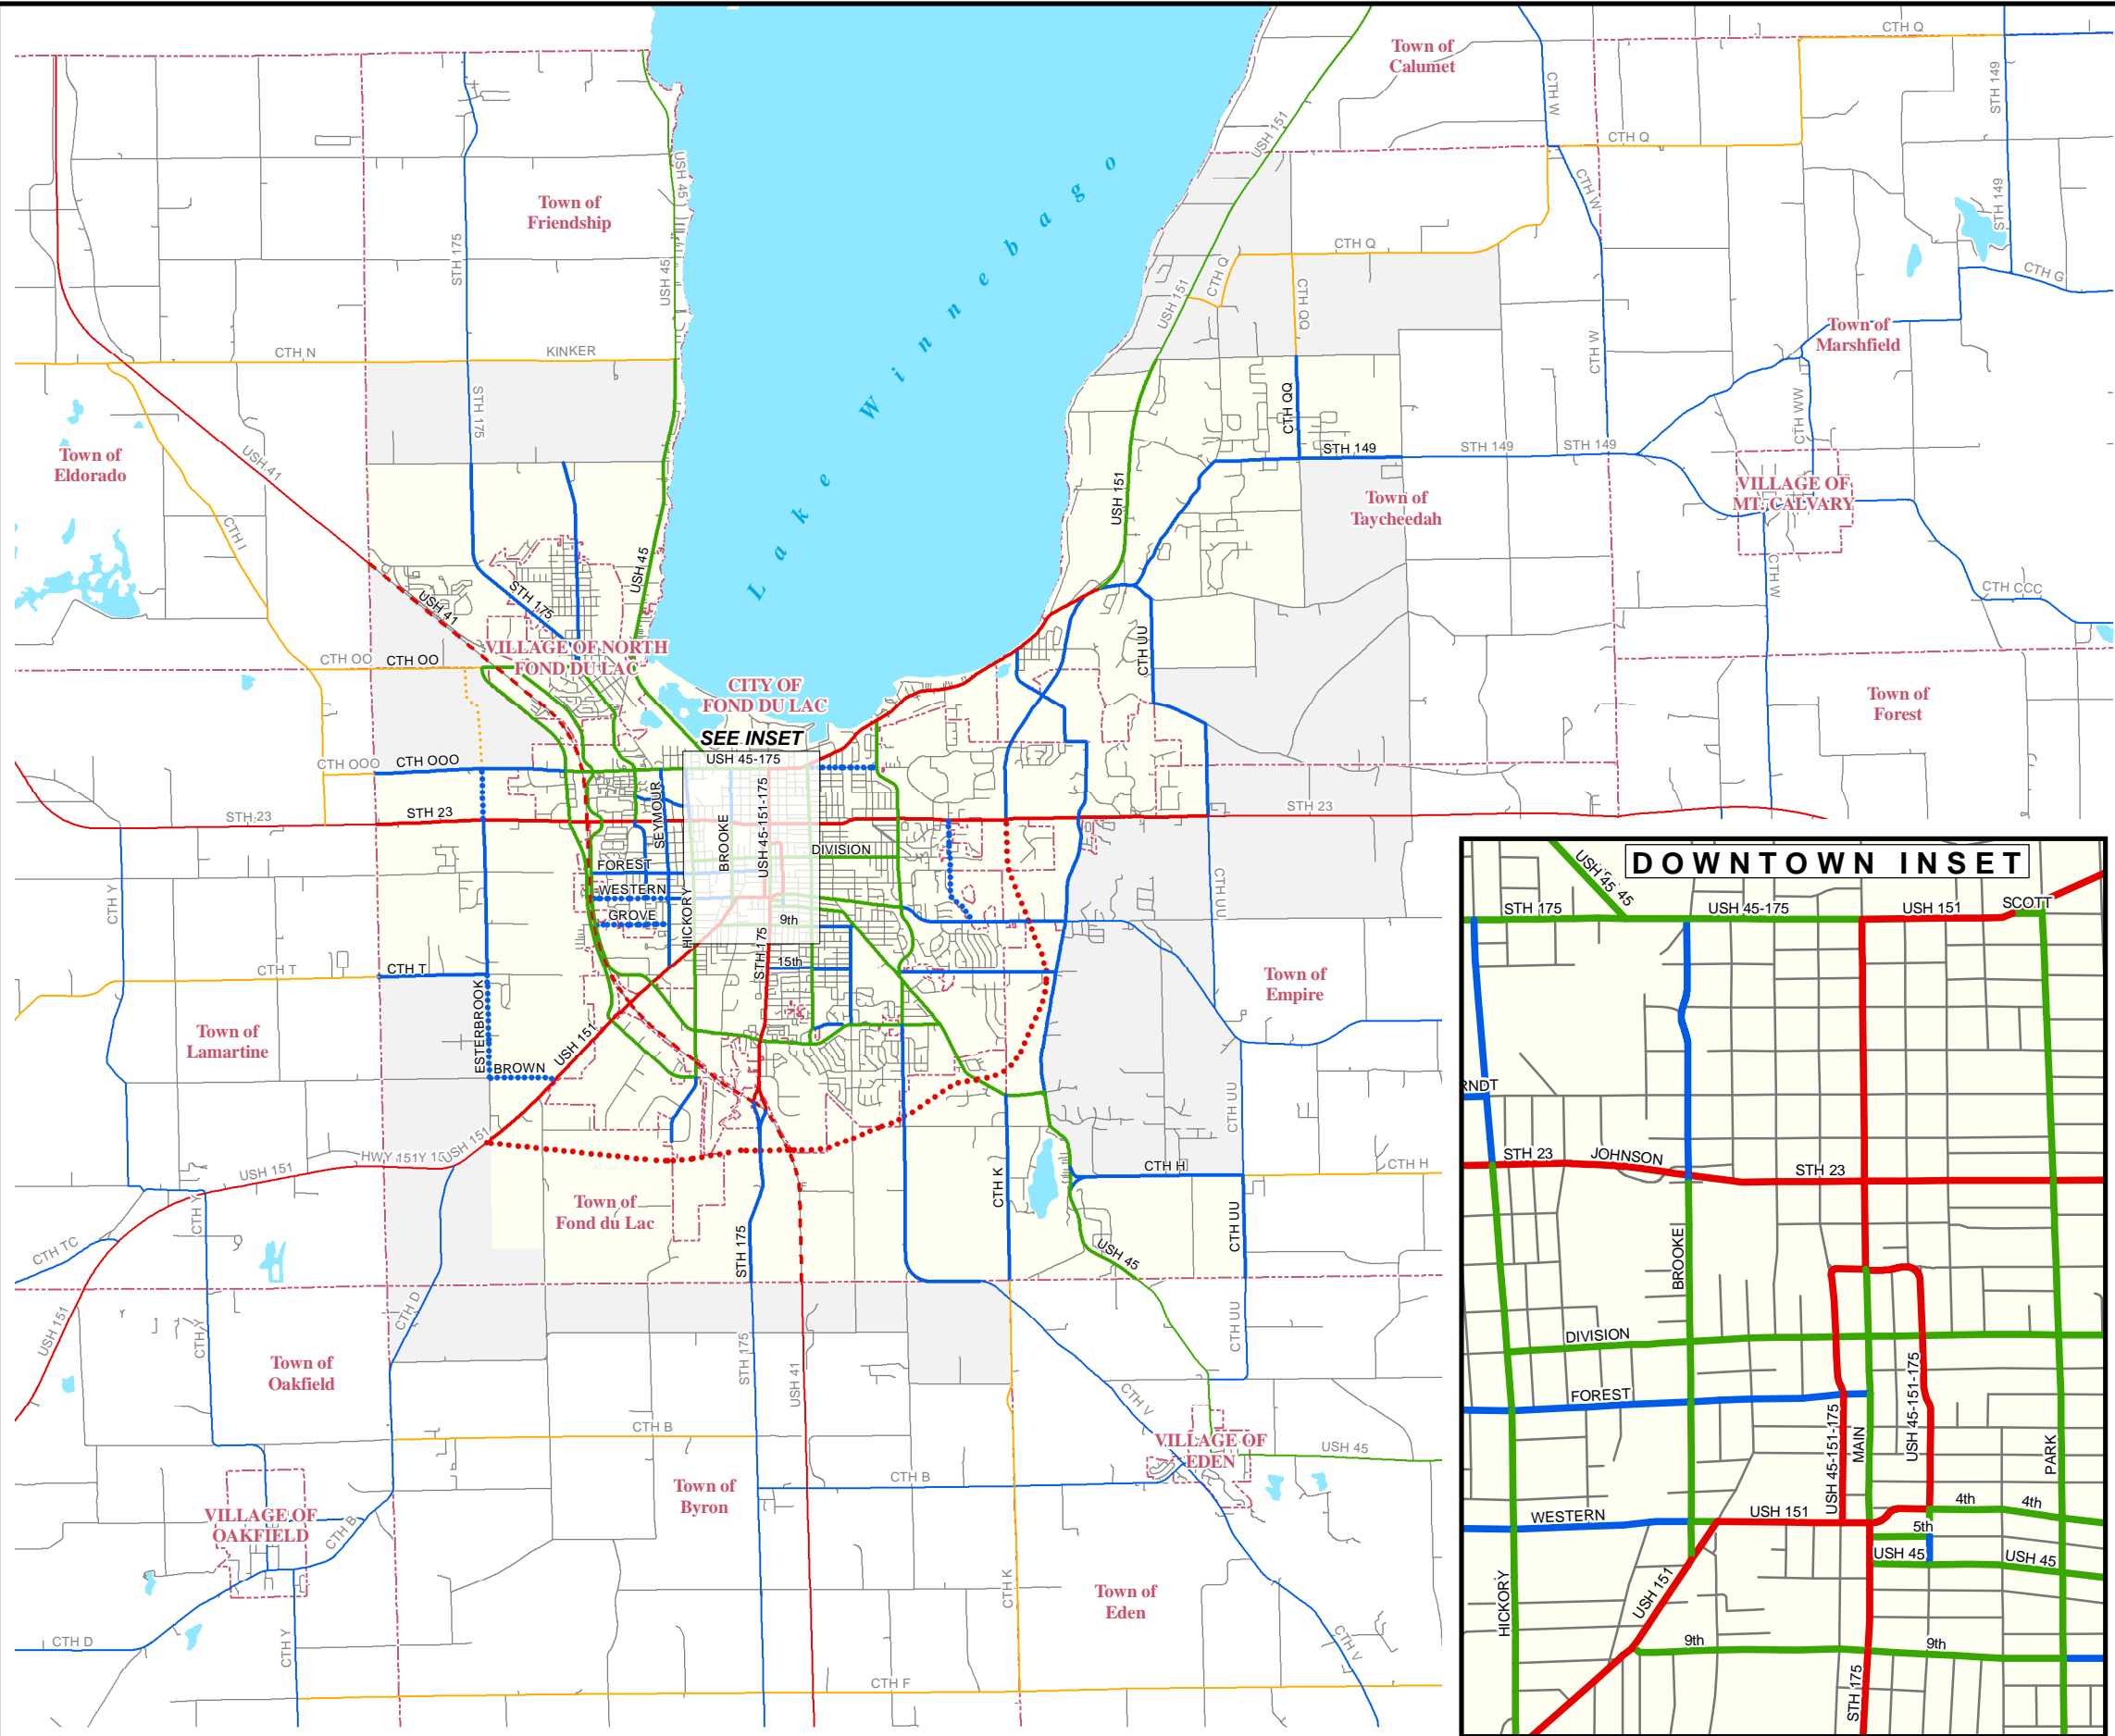 CTH Q
Town of
Calumet
STH 149
CTH W
USH 151
CTH Q
USH 45
Lake Winnebago
CTH W
STH 149
Town of
Friendship
STH 175
USH 45
CTH Q
CTH Q
CTH G
USH 151
CTH QQ
Town of
Marshfield
CTH N
KINKER
CTH W
STH 175
CTH QQ
CTH WW
Town of
Eldorado
USH 41
STH 149
STH 149
STH 149
USH 151
VILLAGE OF
MT. CALVARY
Town of
Taycheedah
CTH I
USH 45
CTH W
CTH CCC
USH 41
STH 175
CTH UU
VILLAGE OF NORTH
FOND DU LAC
CTH OO
CTH OO
CITY OF
FOND DU LAC
Town of
Forest
SEE INSET
USH 45-175
CTH OOO
CTH OOO
STH 23
STH 23
STH 23
SEYMOUR
BROOKE
USH 45-151-175
DIVISION
FOREST
WESTERN
GROVE
HICKORY
9th
CTH Y
CTH UU
STH 175
15th
CTH T
CTH T
Town of
Empire
ESTERBROOK
Town of
Lamartine
USH 151
BROWN
CTH UU
USH 151
HWY 151Y 15
USH 151
CTH H
CTH H
CTH K
CTH Y
Town of
Fond du Lac
STH 175
CTH UU
CTH TC
USH 45
USH 151
CTH Y
CTH D
CTH UU
Town of
Oakfield
STH 175
USH 41
CTH V
CTH B
VILLAGE OF
EDEN
USH 45
CTH B
Town of
Byron
VILLAGE OF
OAKFIELD
CTH B
CTH K
Town of
Eden
CTH D
CTH Y
CTH V
CTH F
DOWNTOWN INSET
USH 45
45
STH 175
USH 45-175
USH 151
SCOTT
RNDT
STH 23
JOHNSON
STH 23
BROOKE
DIVISION
FOREST
USH 45-151-175
MAIN
USH 45-151-175
PARK
WESTERN
USH 151
4th
4th
5th
USH 45
USH 45
HICKORY
USH 151
9th
9th
STH 175